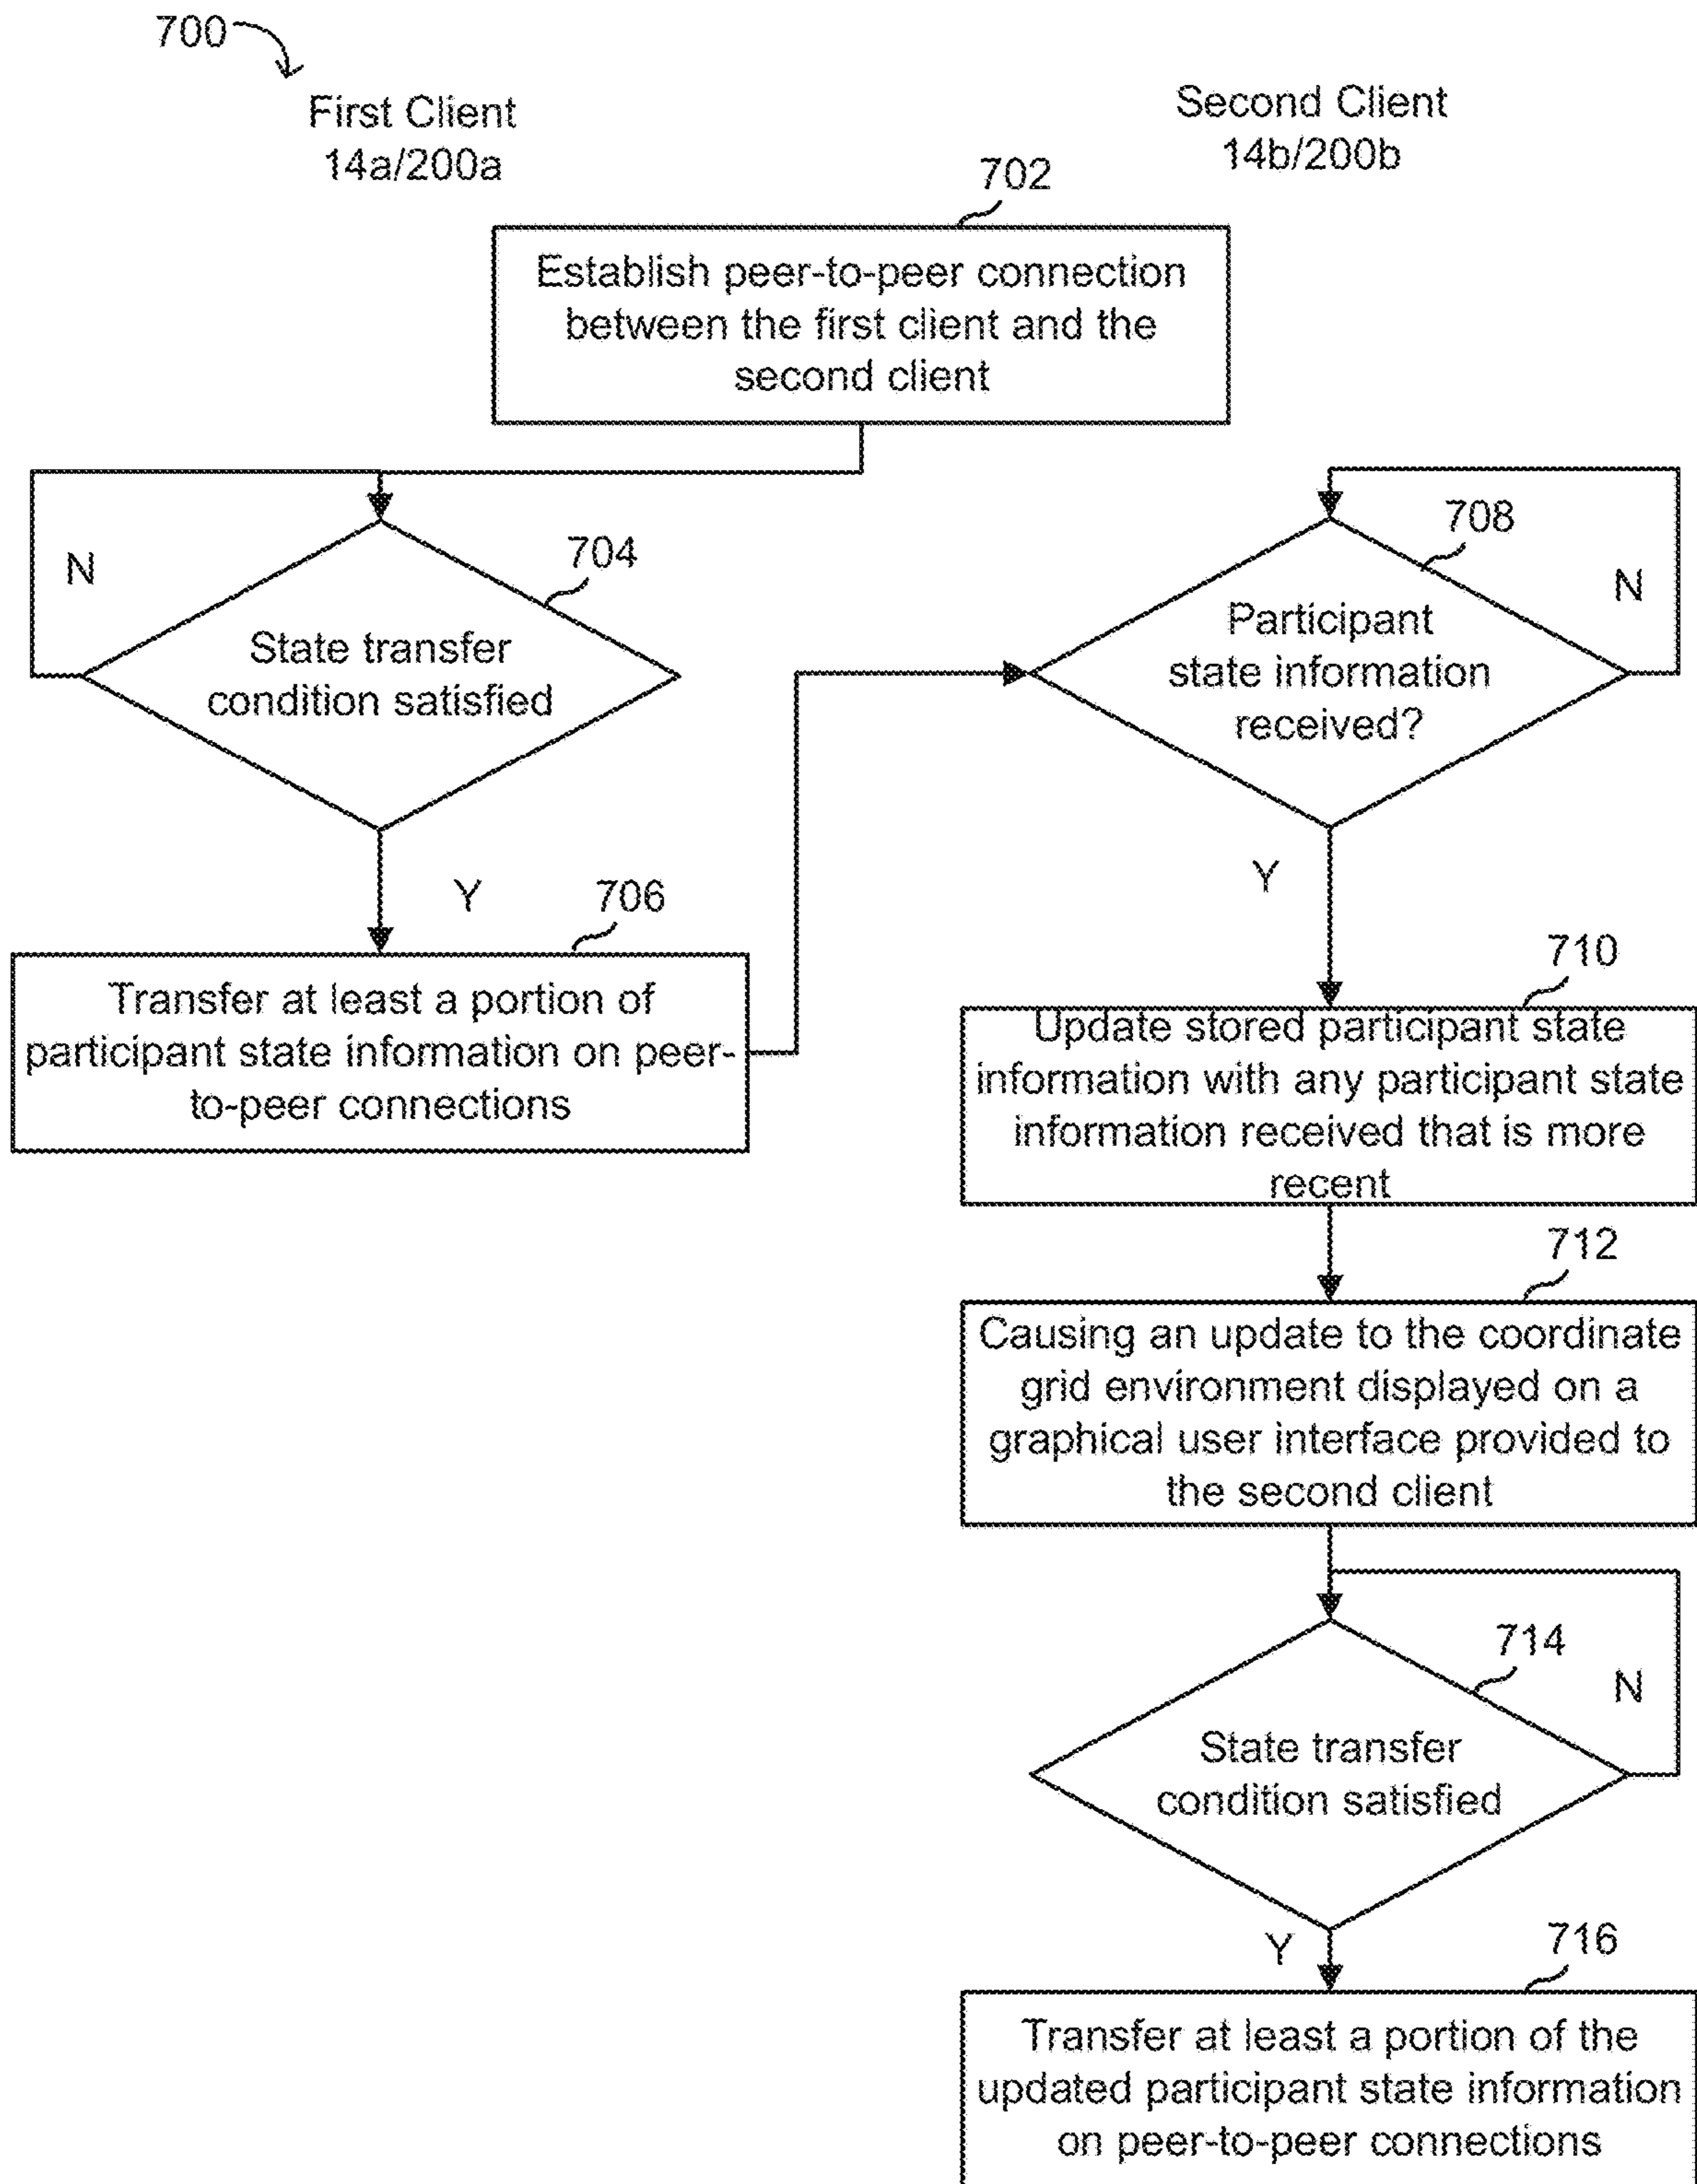 700
First Client
14a/200a
Second Client
14b/200b
702
Establish peer-to-peer connection
between the first client and the
second client
N
704
State transfer
condition satisfied
Y
706
Transfer at least a portion of
participant state information on peer-
to-peer connections
708
N
Participant
state information
received?
Y
710
Update stored participant state
information with any participant state
information received that is more
recent
712
Causing an update to the coordinate
grid environment displayed on a
graphical user interface provided to
the second client
714
N
State transfer
condition satisfied
Y
716
Transfer at least a portion of the
updated participant state information
on peer-to-peer connections